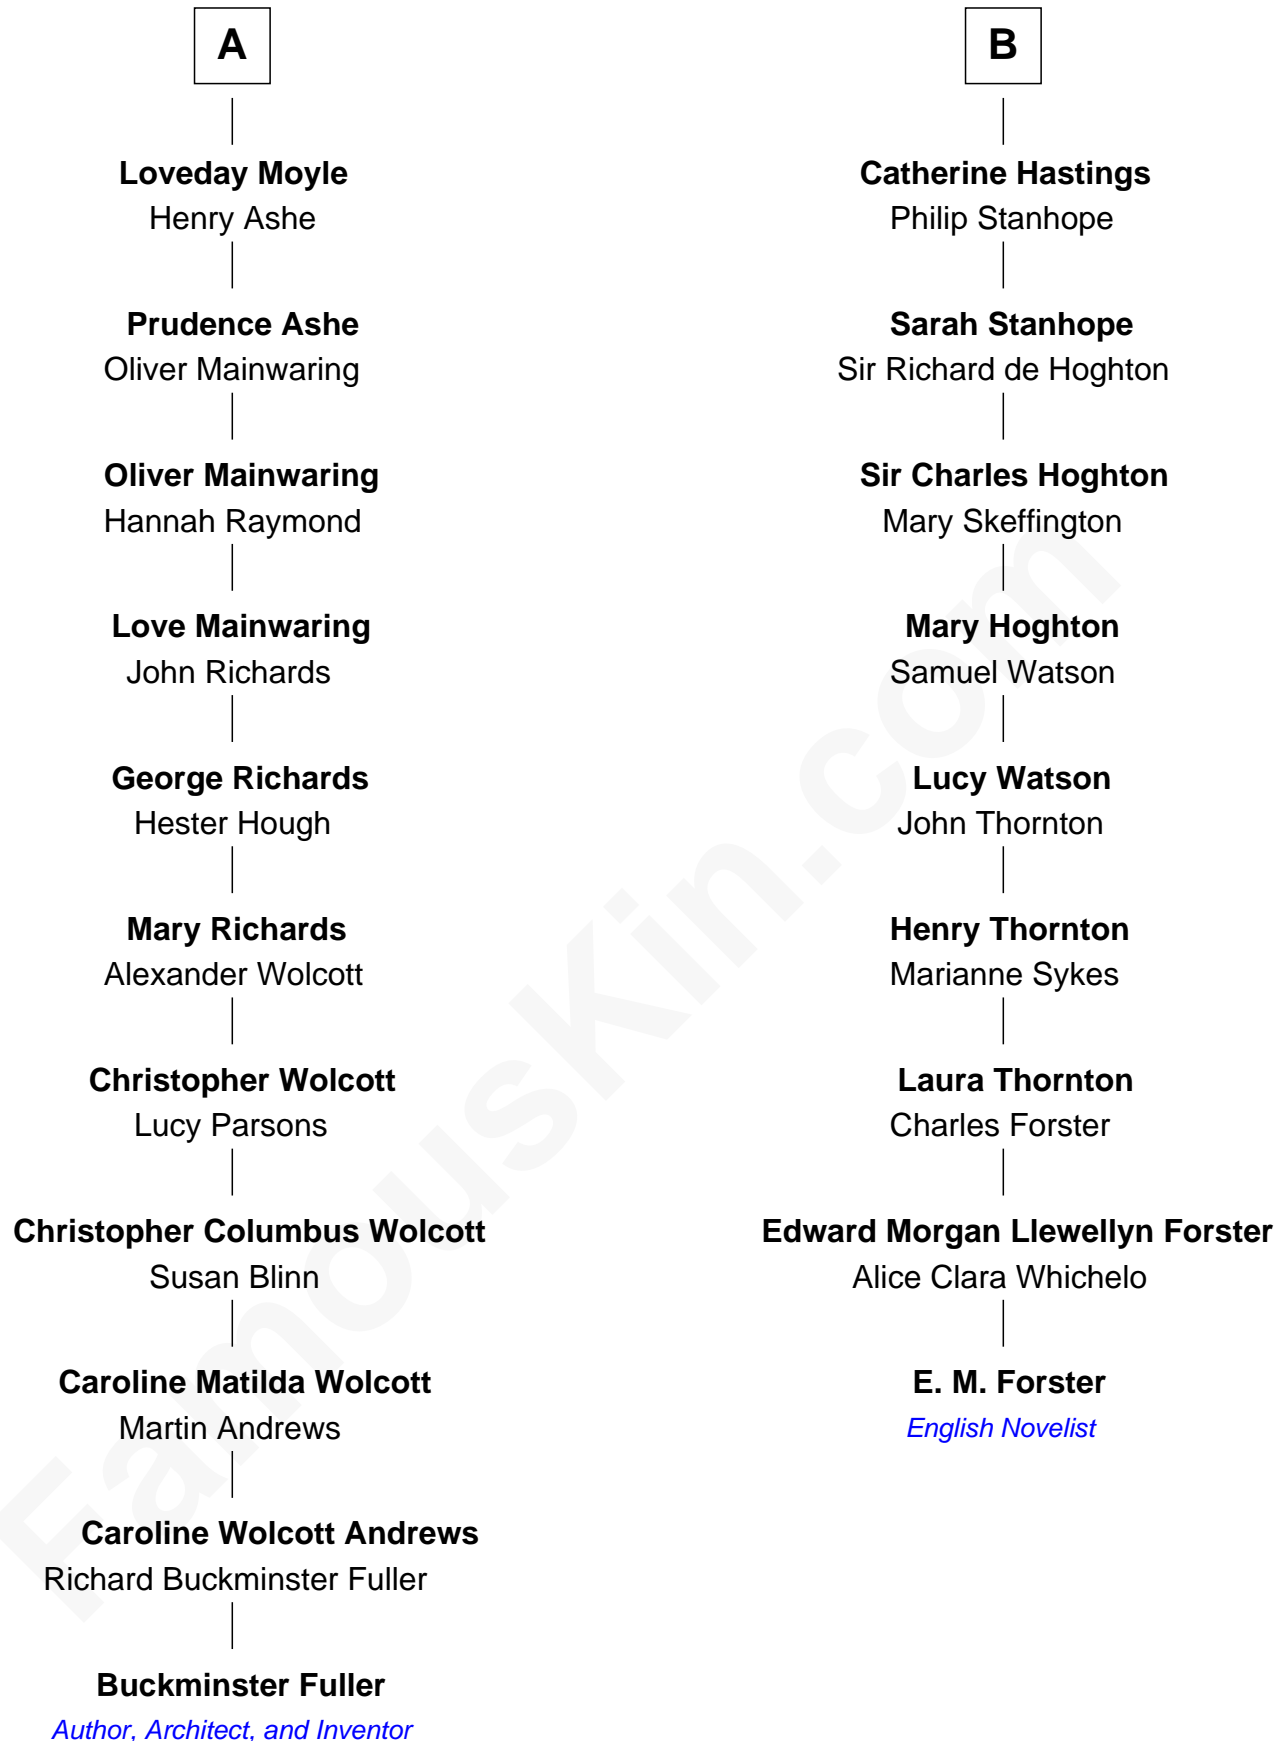 A
Loveday Moyle
Henry Ashe
Prudence Ashe
Oliver Mainwaring
Oliver Mainwaring
Hannah Raymond
Love Mainwaring
John Richards
George Richards
Hester Hough
Mary Richards
Alexander Wolcott
Christopher Wolcott
Lucy Parsons
Christopher Columbus Wolcott
Susan Blinn
Caroline Matilda Wolcott
Martin Andrews
Caroline Wolcott Andrews
Richard Buckminster Fuller
Buckminster Fuller
Author, Architect, and Inventor
B
Catherine Hastings
Philip Stanhope
Sarah Stanhope
Sir Richard de Hoghton
Sir Charles Hoghton
Mary Skeffington
Mary Hoghton
Samuel Watson
Lucy Watson
John Thornton
Henry Thornton
Marianne Sykes
Laura Thornton
Charles Forster
Edward Morgan Llewellyn Forster
Alice Clara Whichelo
E. M. Forster
English Novelist
FamousKin.com